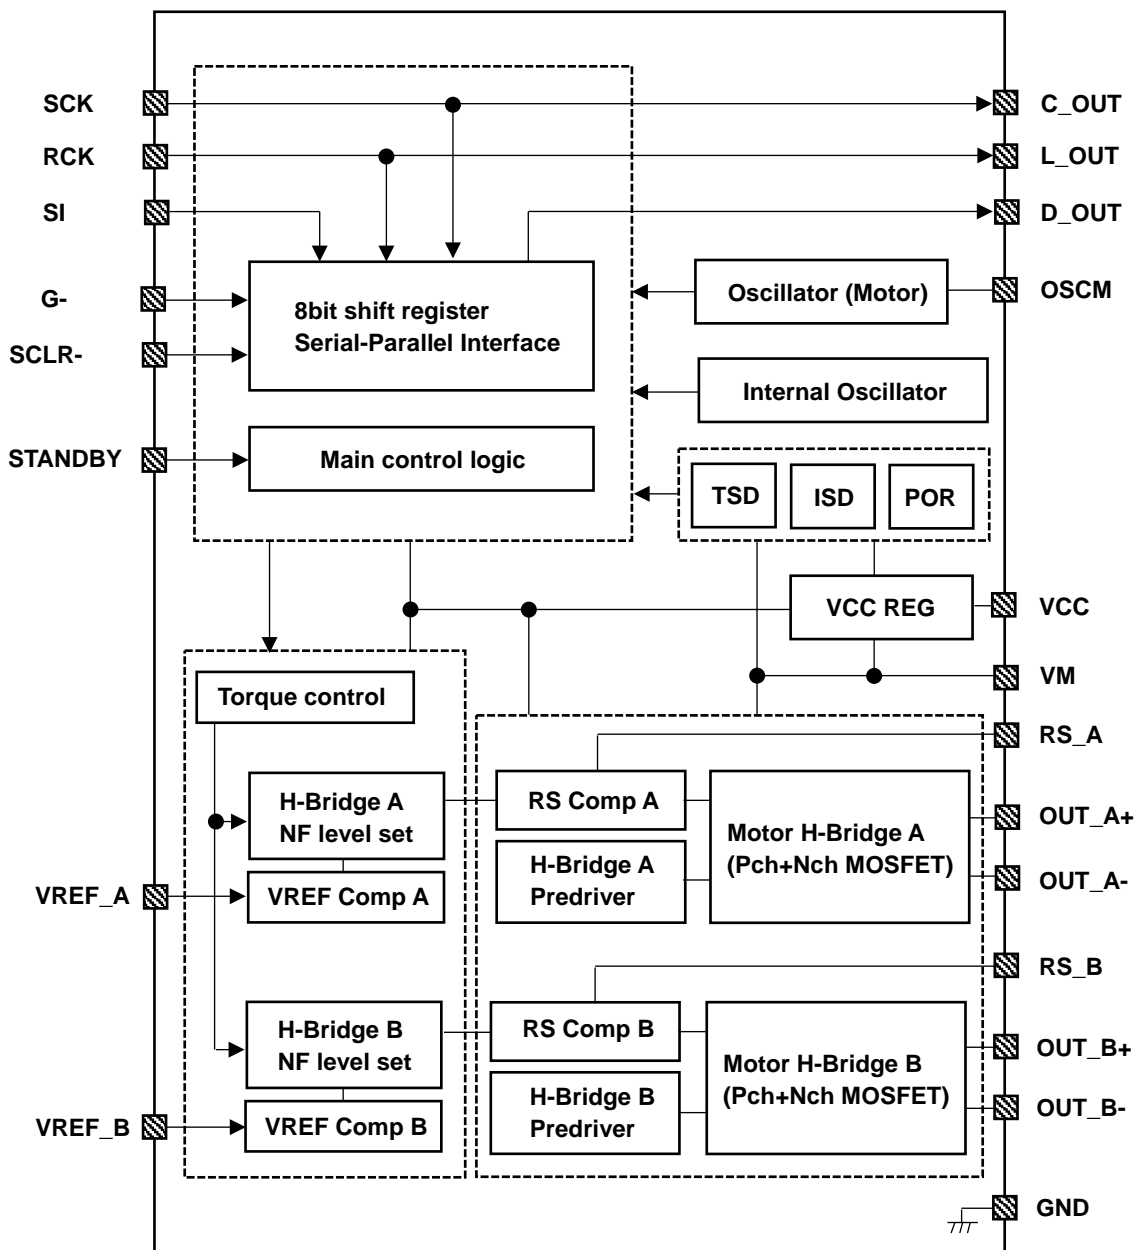 SCK
C_OUT
RCK
L_OUT
SI
D_OUT
G-
8bit shift register
Serial-Parallel Interface
Oscillator (Motor)
OSCM
SCLR-
Internal Oscillator
STANDBY
Main control logic
TSD
ISD
POR
VCC REG
VCC
VM
Torque control
RS_A
H-Bridge A
NF level set
RS Comp A
Motor H-Bridge A
(Pch+Nch MOSFET)
OUT_A+
VREF_A
VREF Comp A
H-Bridge A
Predriver
OUT_A-
RS_B
H-Bridge B
NF level set
RS Comp B
Motor H-Bridge B
(Pch+Nch MOSFET)
OUT_B+
VREF_B
VREF Comp B
H-Bridge B
Predriver
OUT_B-
GND